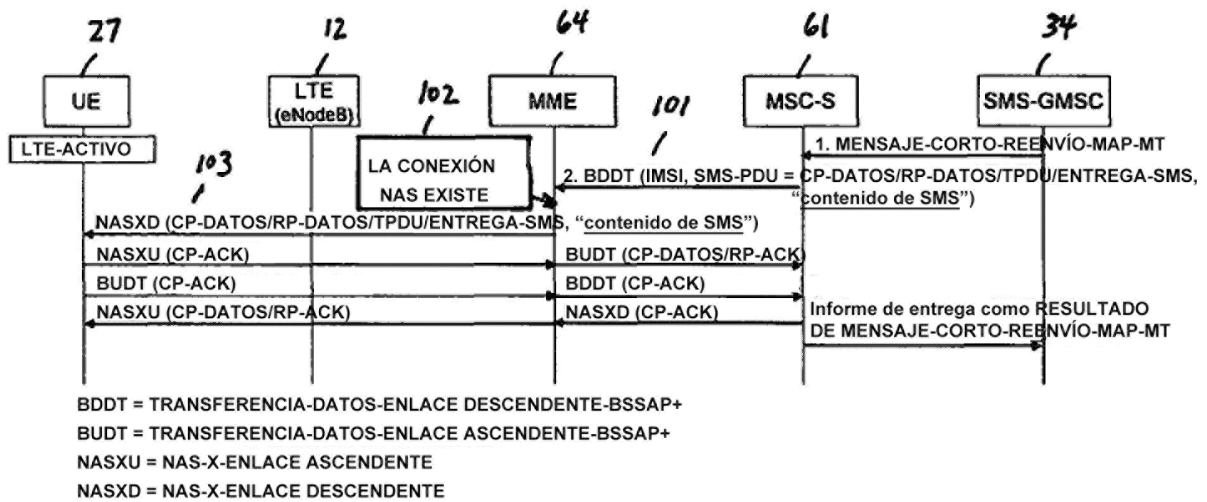 27 12 64 61 34
UE LTE (eNodeB) MME MSC-S SMS-GMSC
LTE-ACTIVO
102
LA CONEXIÓN
NAS EXISTE
101
1. MENSAJE-CORTO-REENVÍO-MAP-MT
103
2. BDDT (IMSI, SMS-PDU = CP-DATOS/RP-DATOS/TPDU/ENTREGA-SMS,
“contenido de SMS”)
NASXD (CP-DATOS/RP-DATOS/TPDU/ENTREGA-SMS, “contenido de SMS”)
NASXU (CP-ACK) BUDT (CP-DATOS/RP-ACK)
BUDT (CP-ACK) BDDT (CP-ACK)
NASXU (CP-DATOS/RP-ACK) NASXD (CP-ACK)
Informe de entrega como RESULTADO
DE MENSAJE-CORTO-REENVÍO-MAP-MT
BDDT = TRANSFERENCIA-DATOS-ENLACE DESCENDENTE-BSSAP+
BUDT = TRANSFERENCIA-DATOS-ENLACE ASCENDENTE-BSSAP+
NASXU = NAS-X-ENLACE ASCENDENTE
NASXD = NAS-X-ENLACE DESCENDENTE